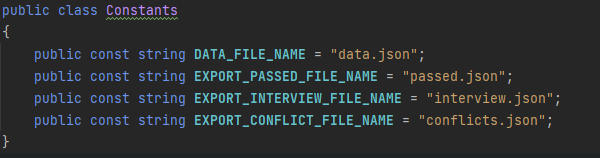 public class Constants
{
    public const string DATA_FILE_NAME = "data.json";
    public const string EXPORT_PASSED_FILE_NAME = "passed.json";
    public const string EXPORT_INTERVIEW_FILE_NAME = "interview.json";
    public const string EXPORT_CONFLICT_FILE_NAME = "conflicts.json";
}